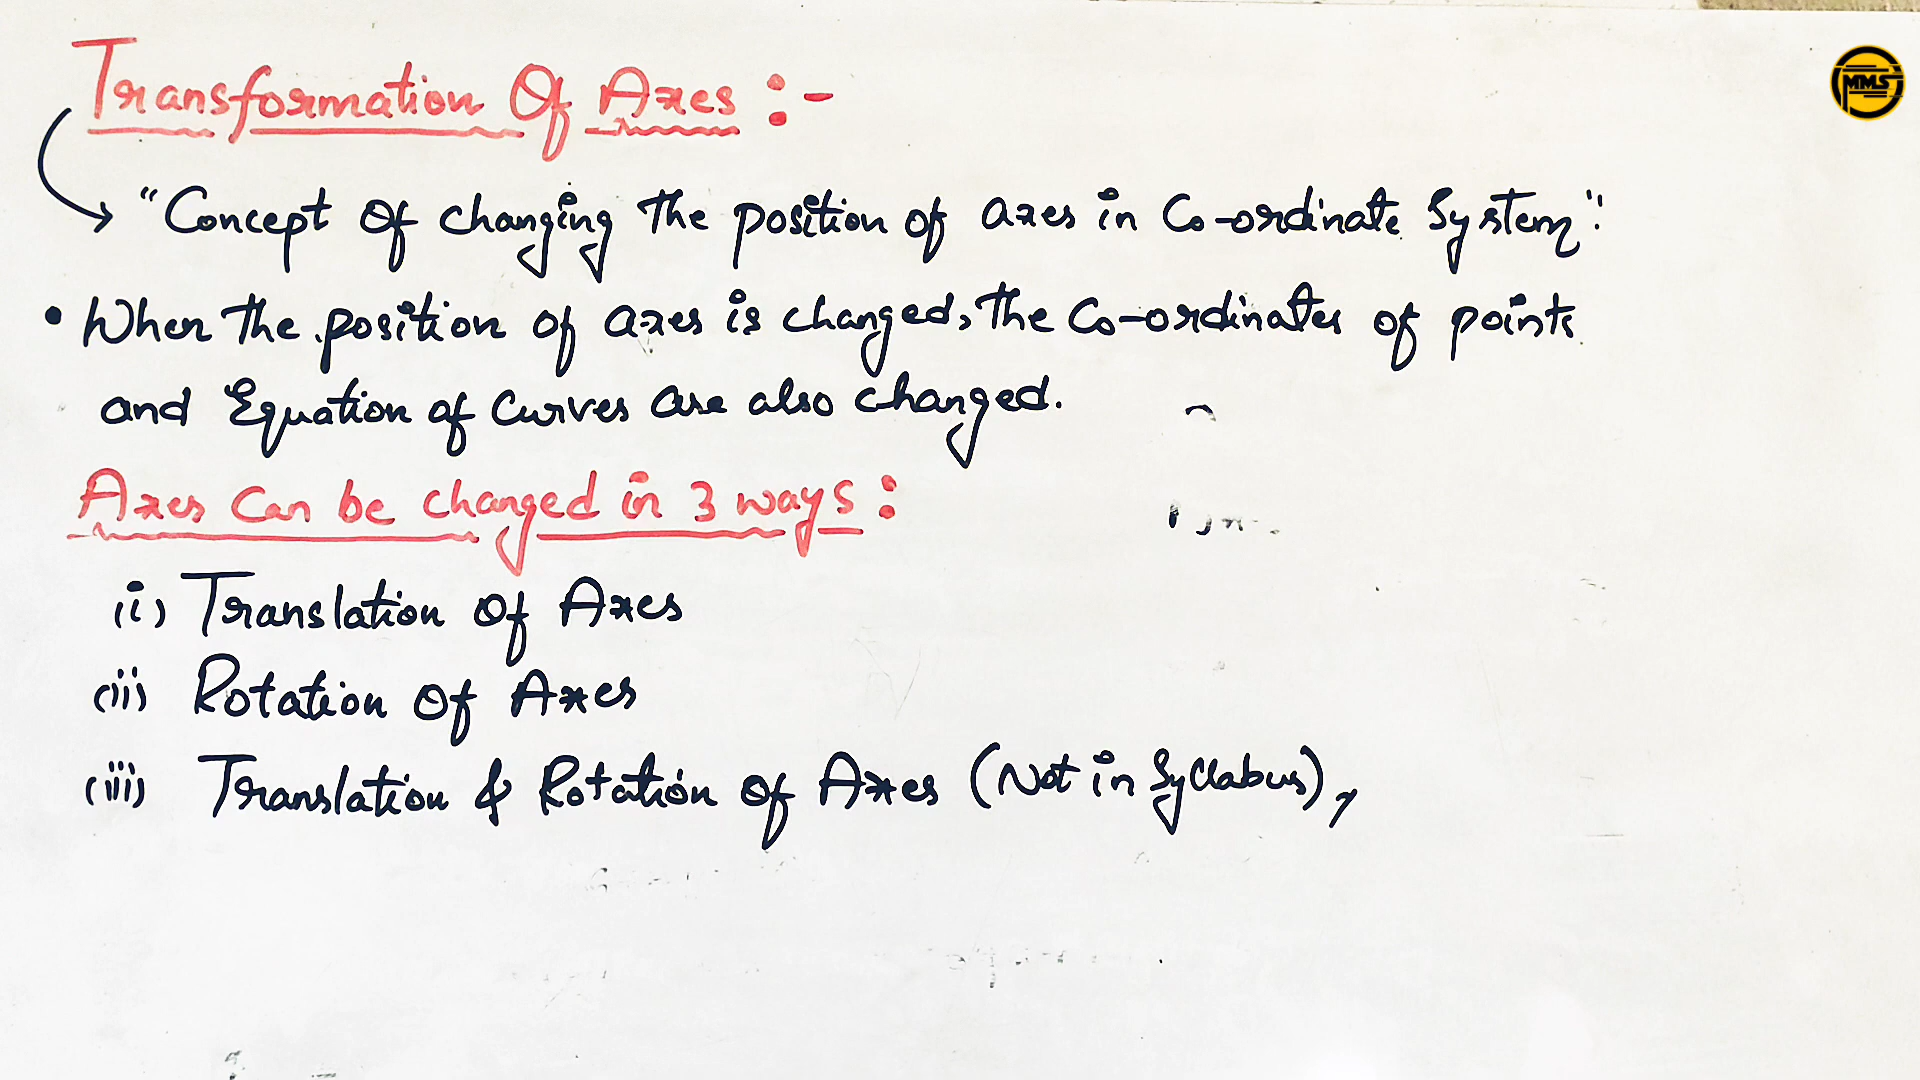 Transformation Of Axes :-
MMS
"Concept Of changing the position of axes in Co-ordinate System".
• When the position of axes is changed, the Co-ordinates of points
and Equation of Curves are also changed.
Axes Can be changed in 3 ways :
(i) Translation Of Axes
(ii) Rotation Of Axes
(iii) Translation & Rotation Of Axes (Not in Syllabus),